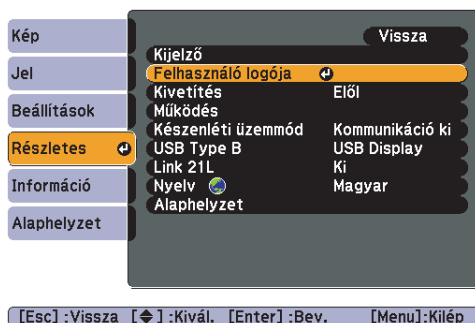 Kép
Jel
Beállítások
Részletes
Információ
Alaphelyzet
Vissza
Kijelző
Felhasználó logója
Kivetítés Elől
Működés
Készenléti üzemmód Kommunikáció ki
USB Type B USB Display
Link 21L Ki
Nyelv Magyar
Alaphelyzet
[Esc] :Vissza [◆] :Kivál. [Enter] :Bev. [Menu]:Kilép